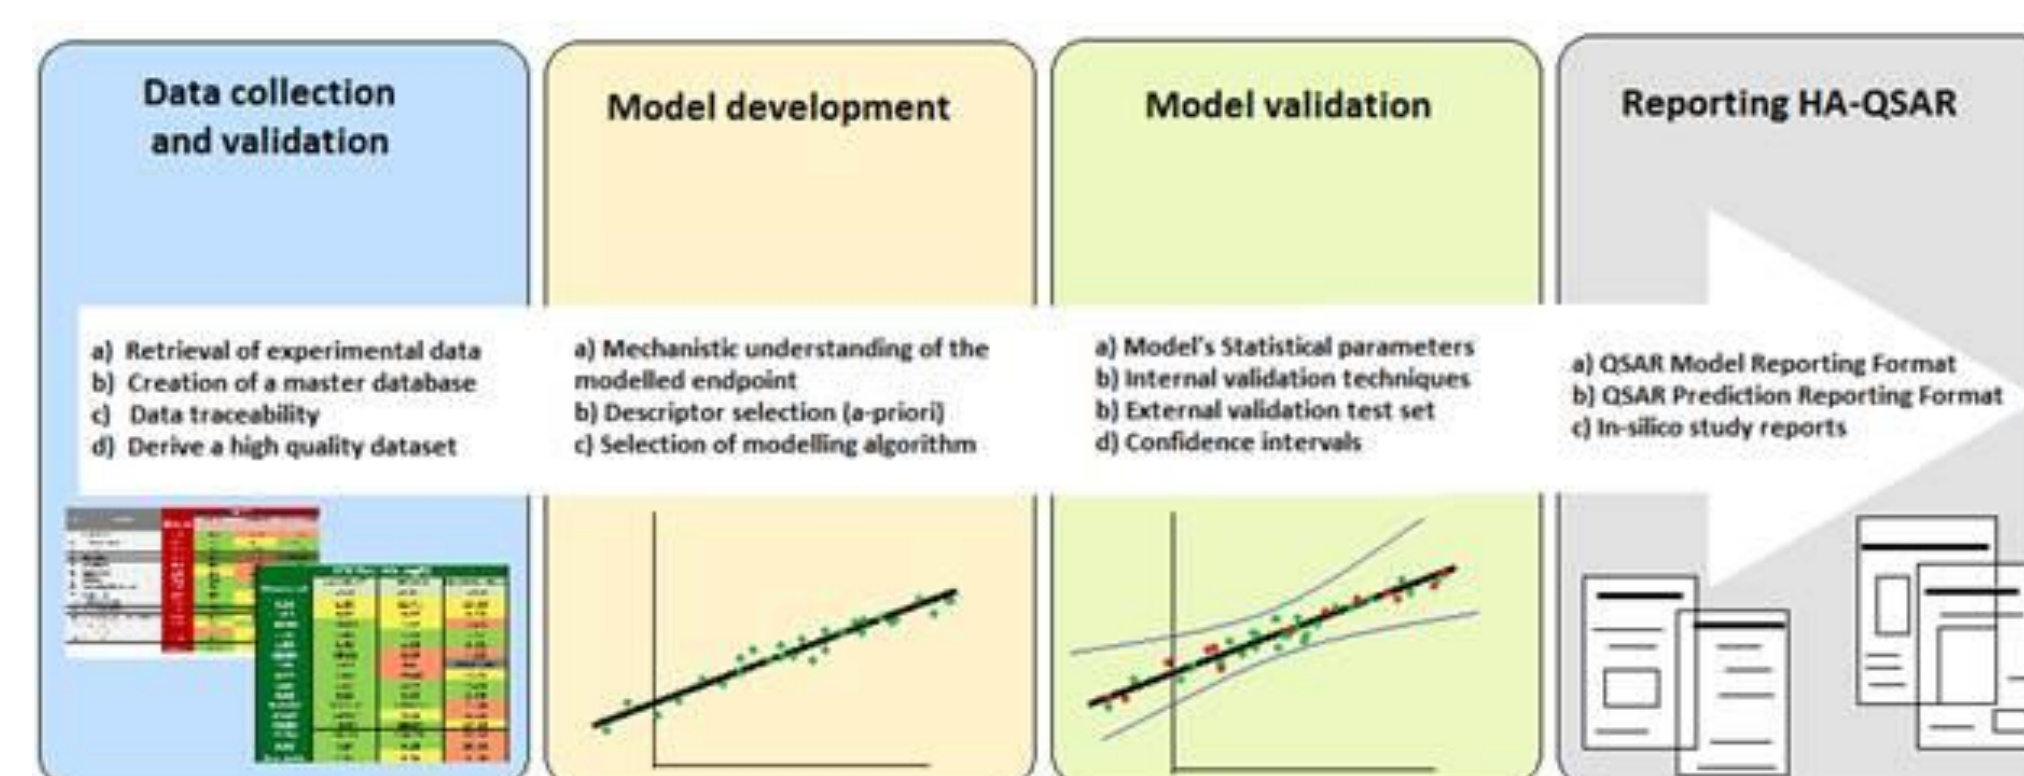 Data collection
and validation
a) Retrieval of experimental data
b) Creation of a master database
c) Data traceability
d) Derive a high quality dataset
Model development
a) Mechanistic understanding of the
modelled endpoint
b) Descriptor selection (a-priori)
c) Selection of modelling algorithm
Model validation
a) Model's Statistical parameters
b) Internal validation techniques
b) External validation test set
d) Confidence intervals
Reporting HA-QSAR
a) QSAR Model Reporting Format
b) QSAR Prediction Reporting Format
c) In-silico study reports